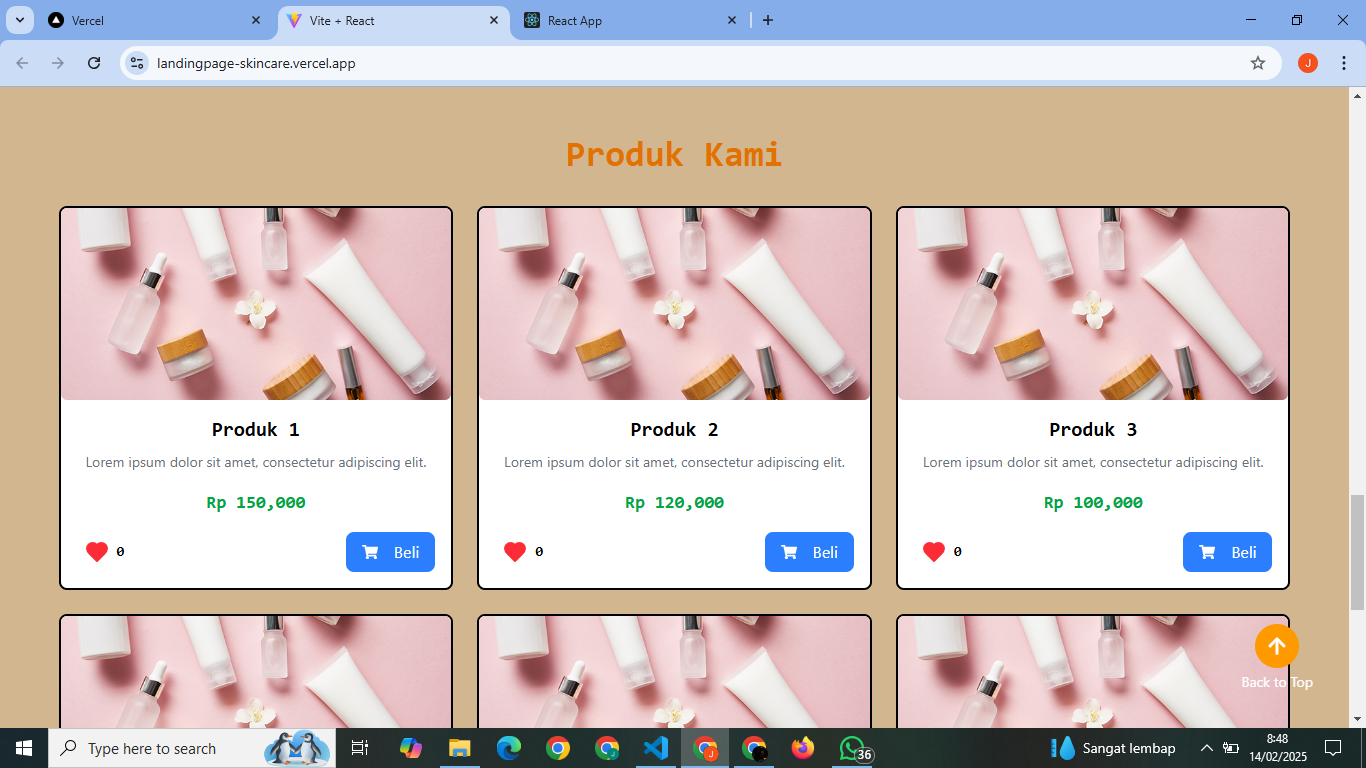 Vercel
Vite + React
React App
landingpage-skincare.vercel.app
J
Produk Kami
Produk 1
Lorem ipsum dolor sit amet, consectetur adipiscing elit.
Rp 150,000
0
Beli
Produk 2
Lorem ipsum dolor sit amet, consectetur adipiscing elit.
Rp 120,000
0
Beli
Produk 3
Lorem ipsum dolor sit amet, consectetur adipiscing elit.
Rp 100,000
0
Beli
Back to Top
Type here to search
J
36
Sangat lembap
8:48
14/02/2025